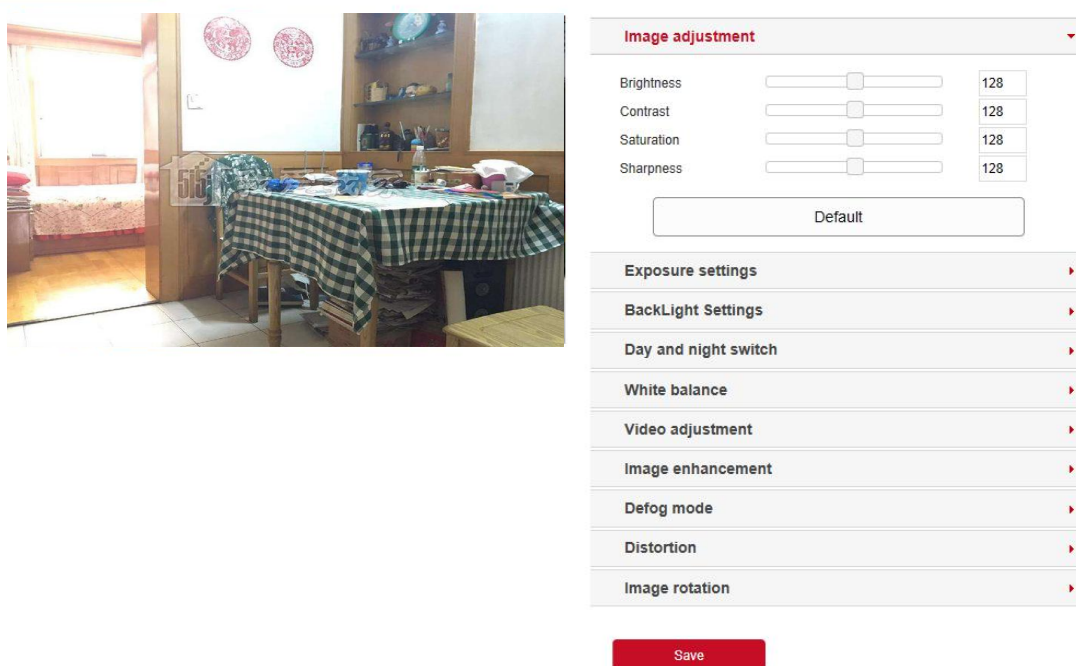 Image adjustment
Brightness 128
Contrast 128
Saturation 128
Sharpness 128
Default
Exposure settings
BackLight Settings
Day and night switch
White balance
Video adjustment
Image enhancement
Defog mode
Distortion
Image rotation
Save